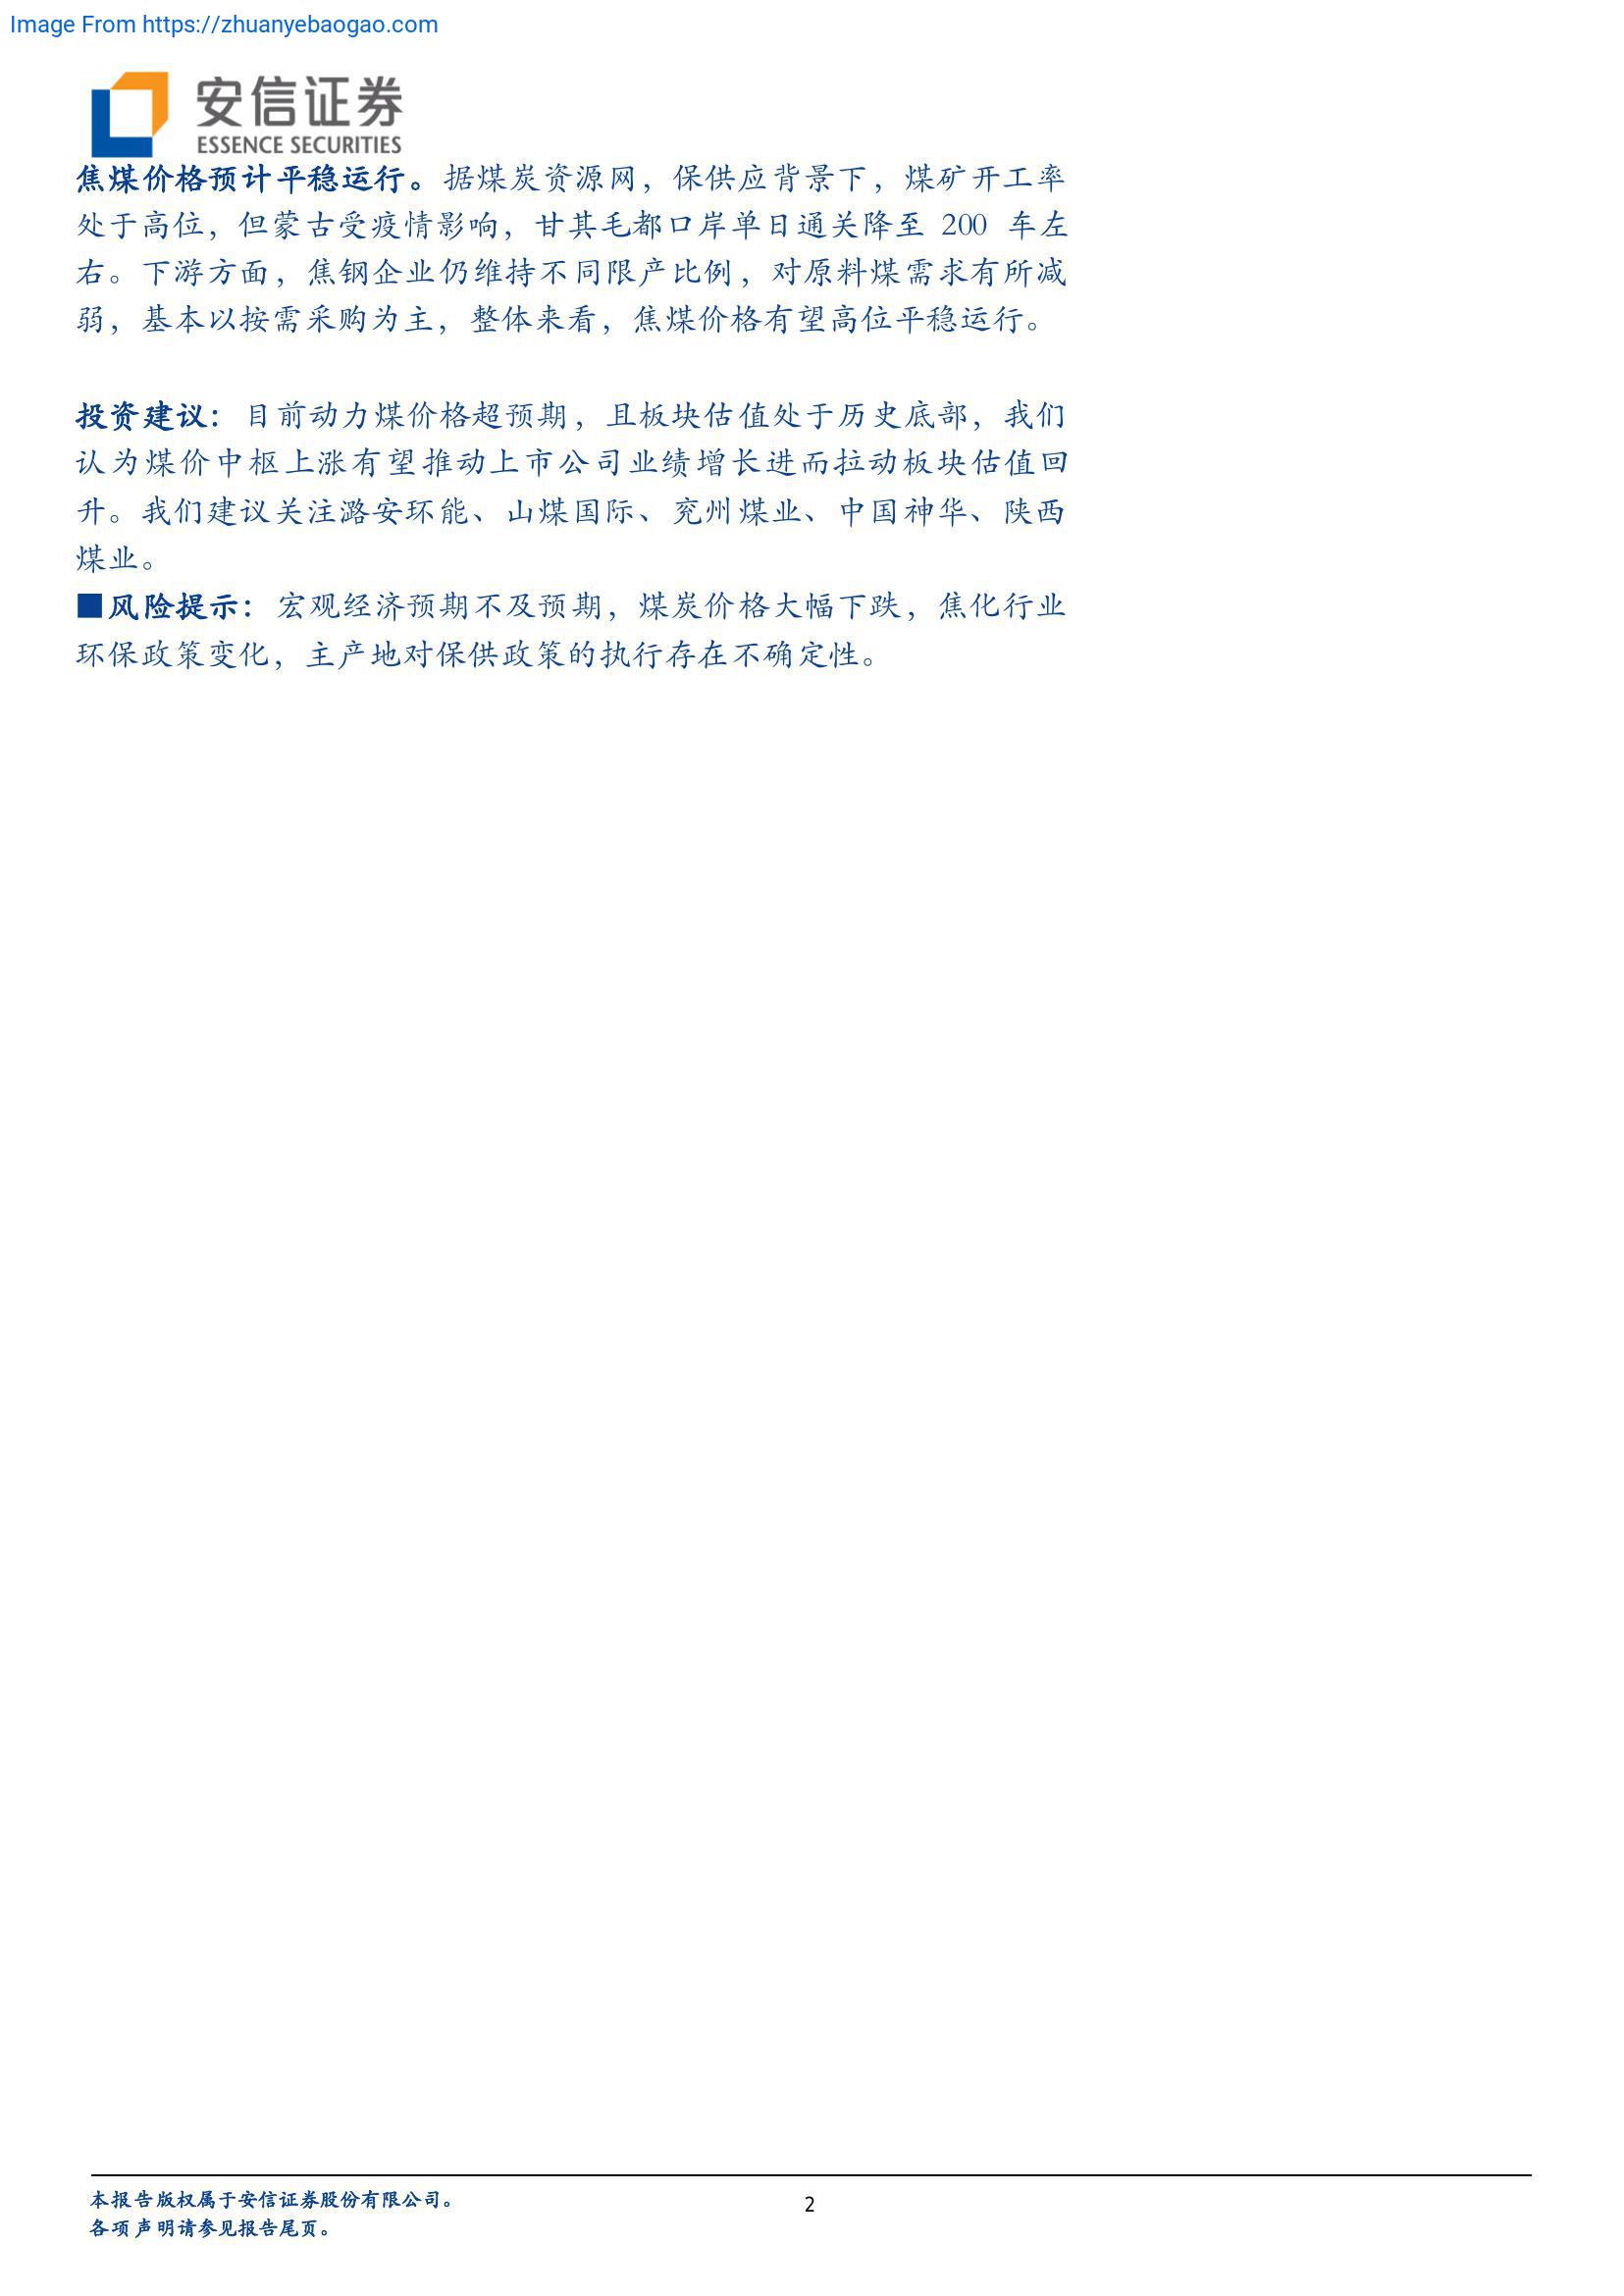 Image From https://zhuanyebaogao.com
安信证券
ESSENCE SECURITIES
焦煤价格预计平稳运行。据煤炭资源网，保供应背景下，煤矿开工率
处于高位，但蒙古受疫情影响，甘其毛都口岸单日通关降至 200 车左
右。下游方面，焦钢企业仍维持不同限产比例，对原料煤需求有所减
弱，基本以按需采购为主，整体来看，焦煤价格有望高位平稳运行。
投资建议：目前动力煤价格超预期，且板块估值处于历史底部，我们
认为煤价中枢上涨有望推动上市公司业绩增长进而拉动板块估值回
升。我们建议关注潞安环能、山煤国际、兖州煤业、中国神华、陕西
煤业。
■风险提示：宏观经济预期不及预期，煤炭价格大幅下跌，焦化行业
环保政策变化，主产地对保供政策的执行存在不确定性。
本报告版权属于安信证券股份有限公司。
2
各项声明请参见报告尾页。